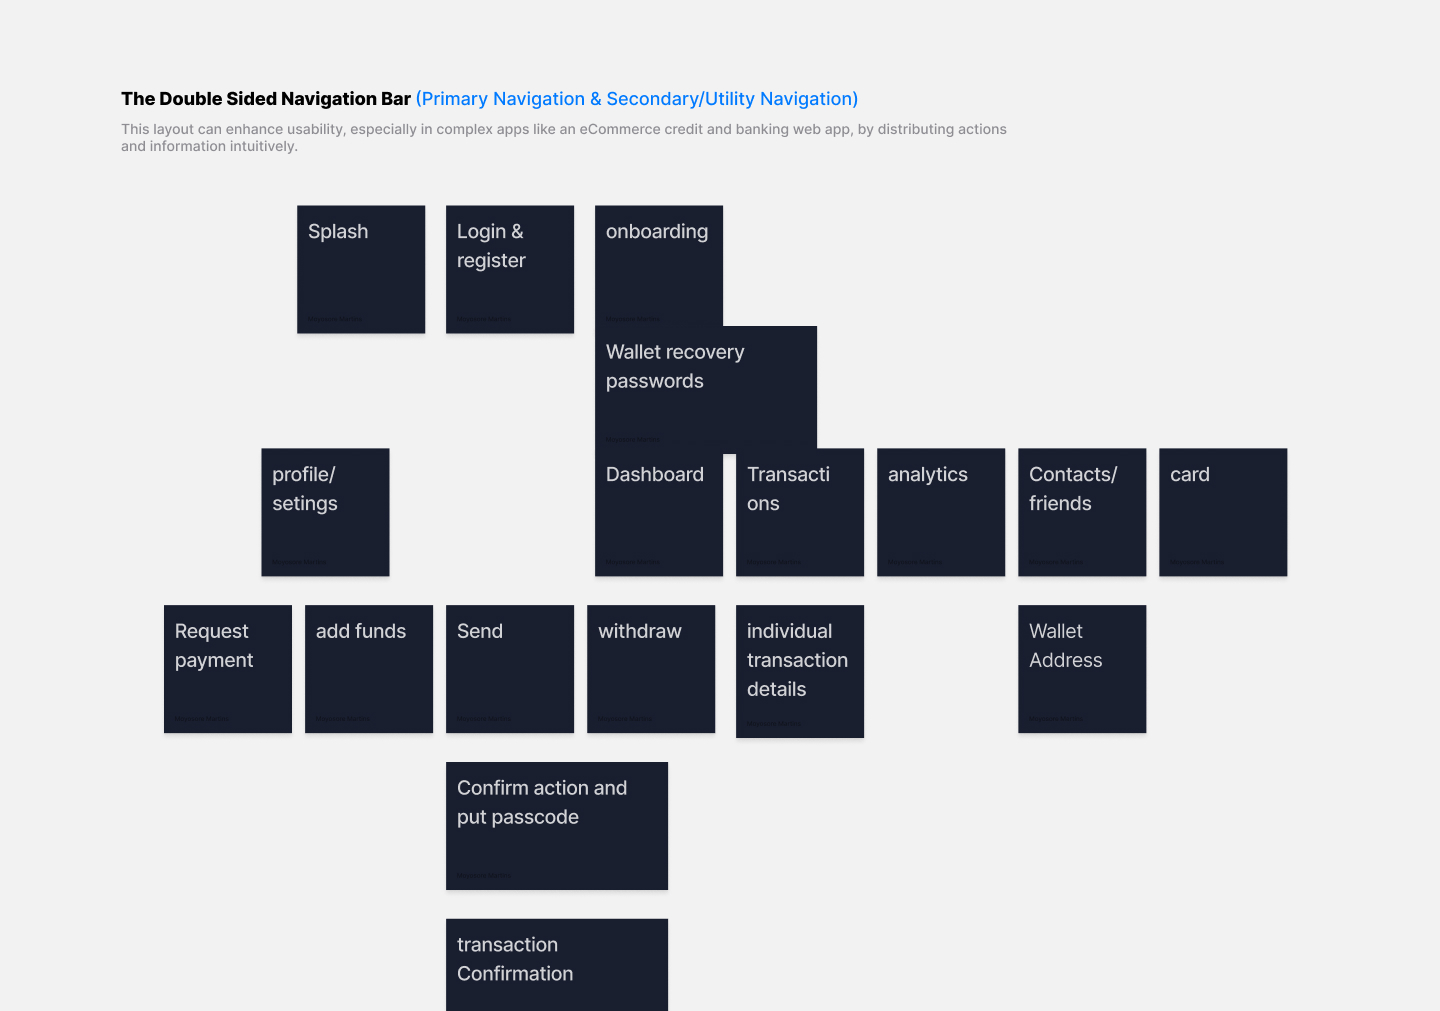 The Double Sided Navigation Bar (Primary Navigation & Secondary/Utility Navigation)
This layout can enhance usability, especially in complex apps like an eCommerce credit and banking web app, by distributing actions
and information intuitively.
Splash
Login &
register
onboarding
Wallet recovery
passwords
profile/
setings
Dashboard
Transacti
ons
analytics
Contacts/
friends
card
Request
payment
add funds
Send
withdraw
individual
transaction
details
Wallet
Address
Confirm action and
put passcode
transaction
Confirmation